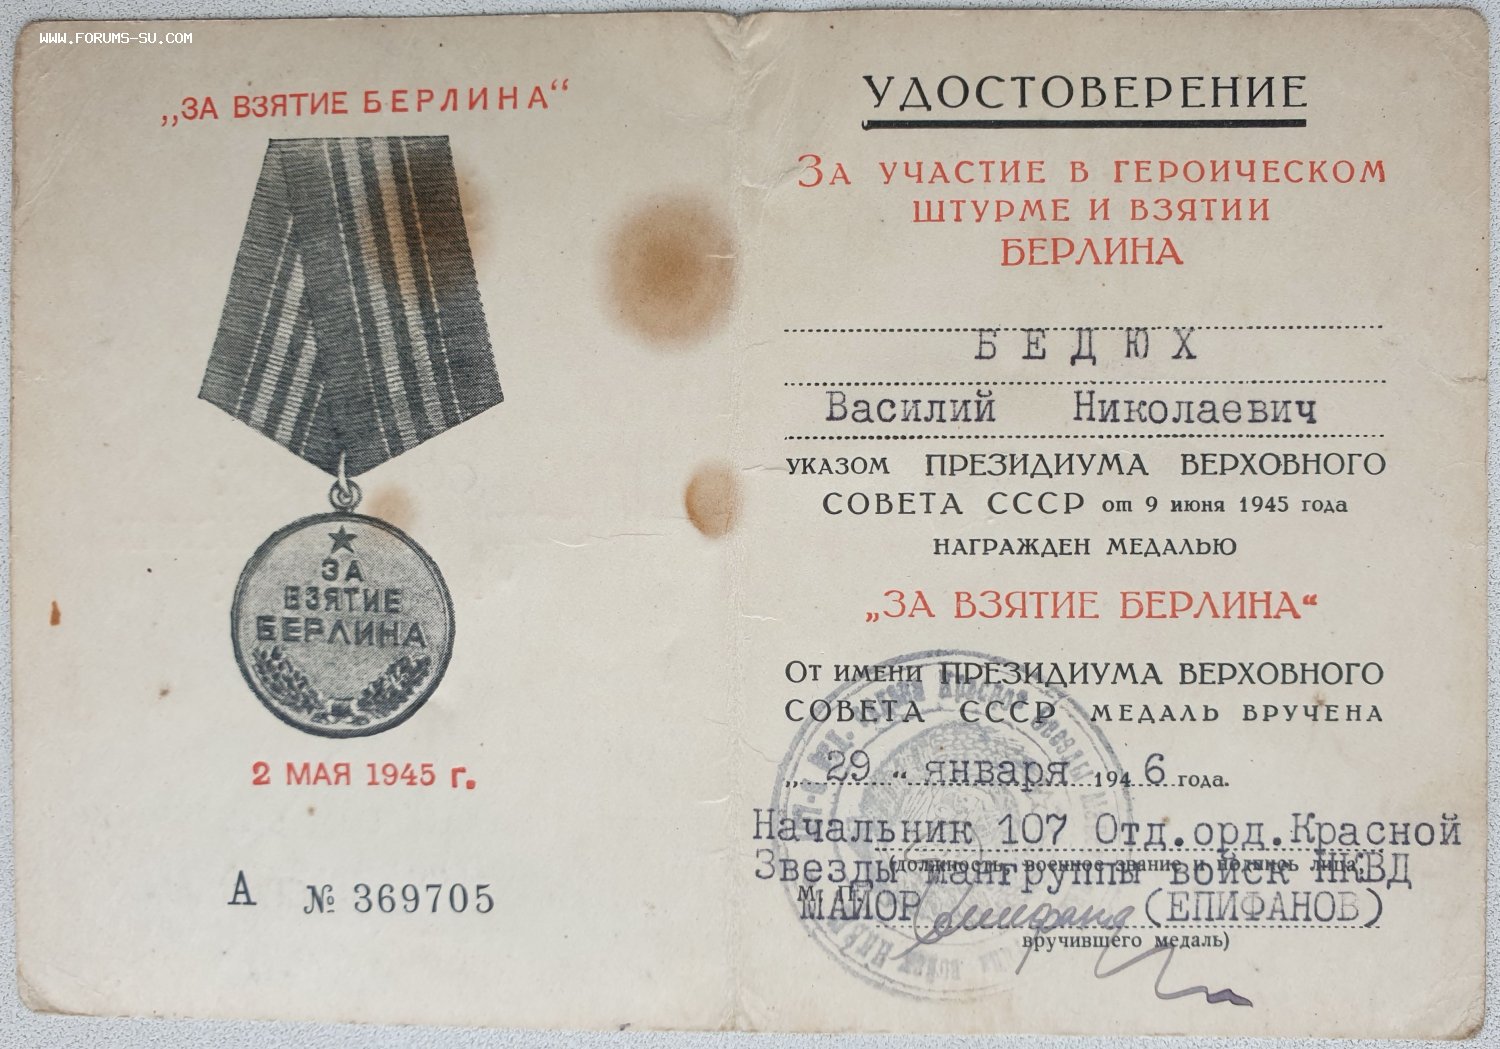 WWW.FORUMS-SU.COM
„ЗА ВЗЯТИЕ БЕРЛИНА“
ЗА
ВЗЯТИЕ
БЕРЛИНА
2 МАЯ 1945 г.
А № 369705
УДОСТОВЕРЕНИЕ
ЗА УЧАСТИЕ В ГЕРОИЧЕСКОМ
ШТУРМЕ И ВЗЯТИИ
БЕРЛИНА
БЕДЮХ
Василий Николаевич
УКАЗОМ ПРЕЗИДИУМА ВЕРХОВНОГО
СОВЕТА СССР от 9 июня 1945 года
НАГРАЖДЕН МЕДАЛЬЮ
„ЗА ВЗЯТИЕ БЕРЛИНА“
ОТ ИМЕНИ ПРЕЗИДИУМА ВЕРХОВНОГО
СОВЕТА СССР МЕДАЛЬ ВРУЧЕНА
„29“ января 1946 года.
Начальник 107 Отд.орд.Красной
(должность, военное звание и подпись лица,
Звезды мангруппы войск НКВД
М. П.
МАЙОР (ЕПИФАНОВ)
вручившего медаль)